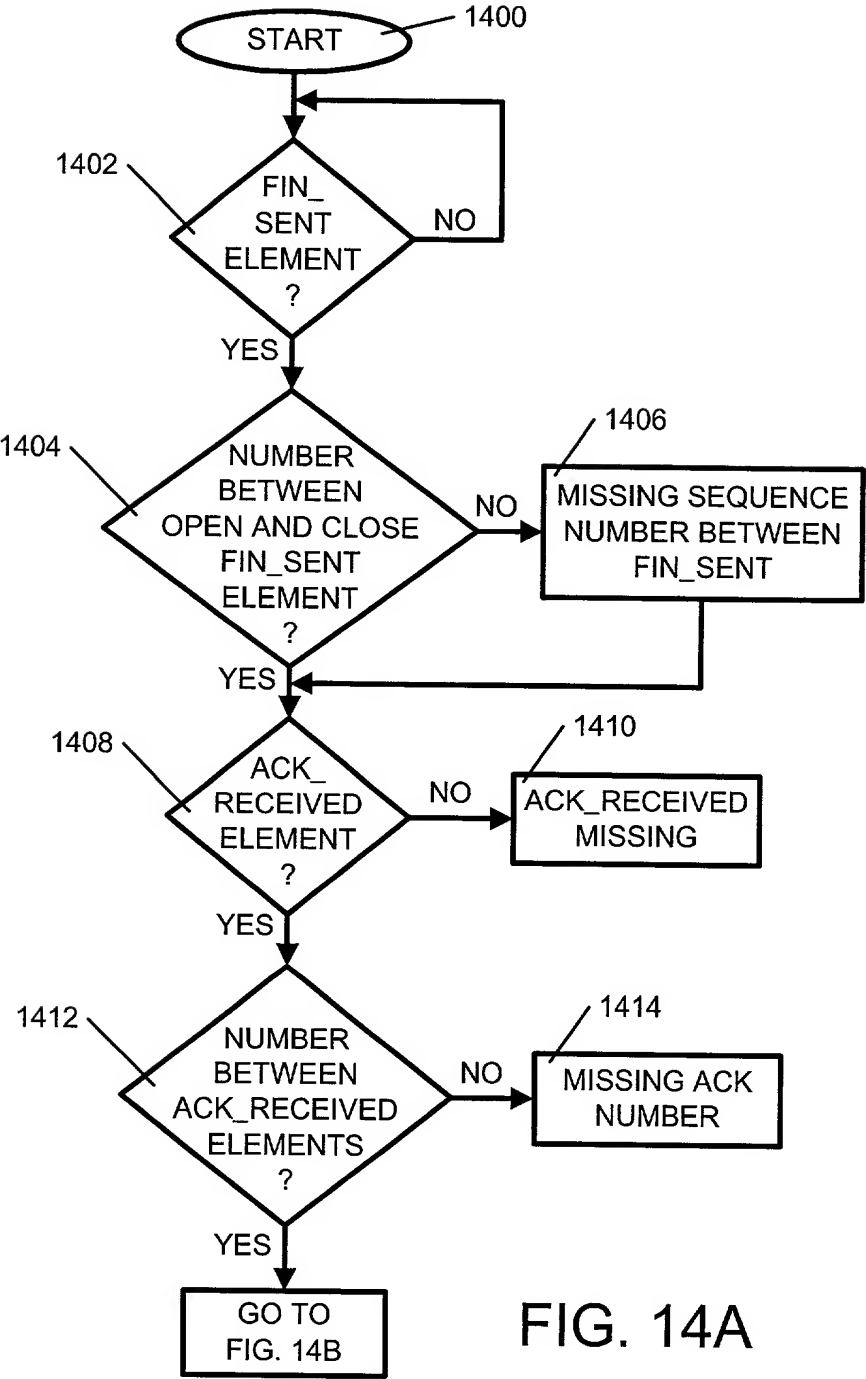 START
1400
1402
FIN_
SENT
ELEMENT
?
NO
YES
1404
NUMBER
BETWEEN
OPEN AND CLOSE
FIN_SENT
ELEMENT
?
NO
1406
MISSING SEQUENCE
NUMBER BETWEEN
FIN_SENT
YES
1408
ACK_
RECEIVED
ELEMENT
?
NO
1410
ACK_RECEIVED
MISSING
YES
1412
NUMBER
BETWEEN
ACK_RECEIVED
ELEMENTS
?
NO
1414
MISSING ACK
NUMBER
YES
GO TO
FIG. 14B
FIG. 14A